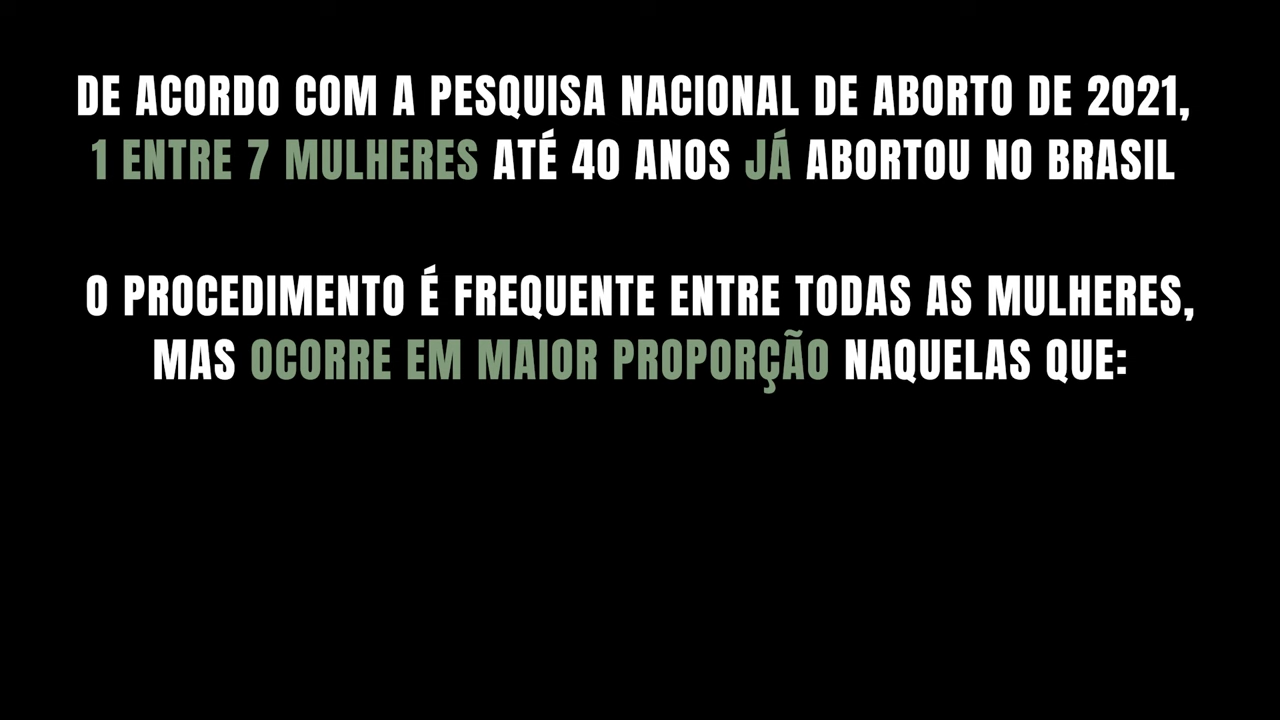 DE ACORDO COM A PESQUISA NACIONAL DE ABORTO DE 2021,
1 ENTRE 7 MULHERES ATÉ 40 ANOS JÁ ABORTOU NO BRASIL
O PROCEDIMENTO É FREQUENTE ENTRE TODAS AS MULHERES,
MAS OCORRE EM MAIOR PROPORÇÃO NAQUELAS QUE: